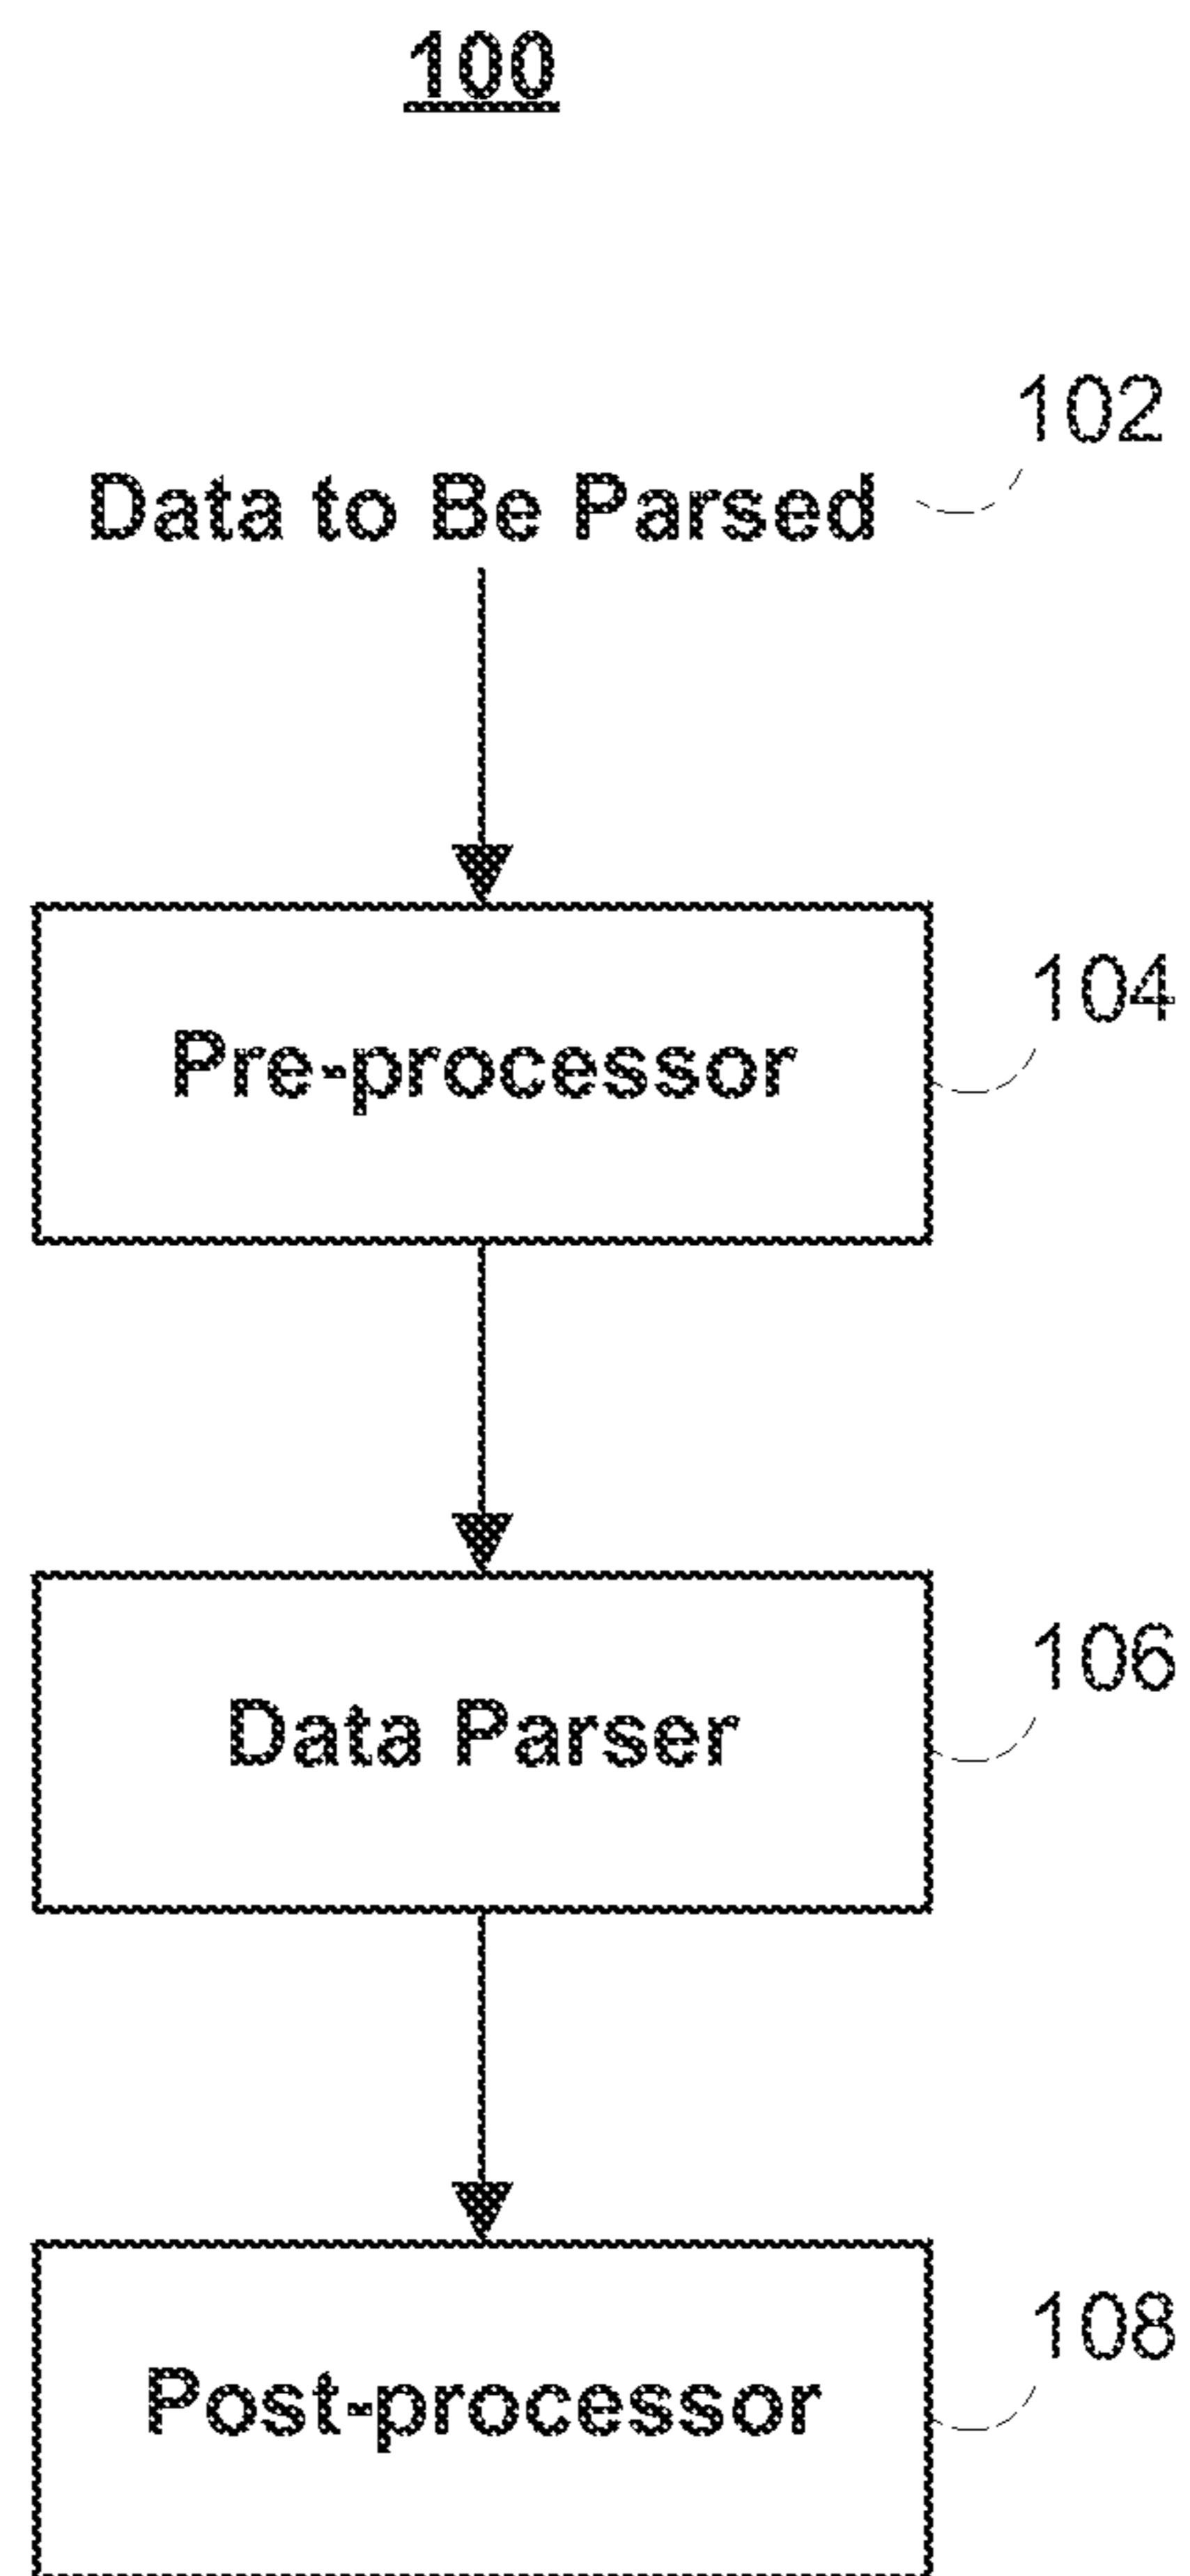 100
102
Data to Be Parsed
104
Pre-processor
106
Data Parser
108
Post-processor